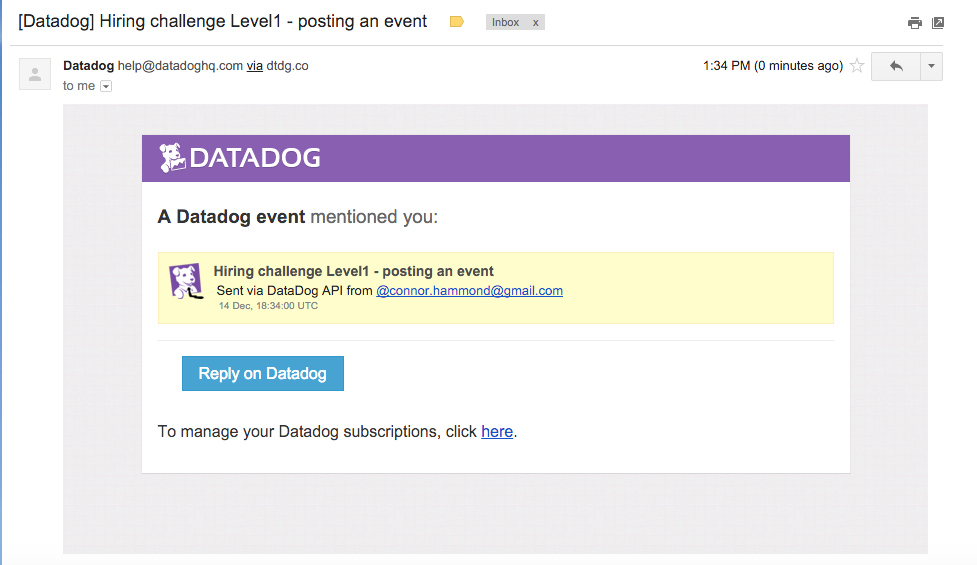 [Datadog] Hiring challenge Level1 - posting an event
Inbox x
Datadog help@datadoghq.com via dtdg.co
1:34 PM (0 minutes ago)
to me
DATADOG
A Datadog event mentioned you:
Hiring challenge Level1 - posting an event
Sent via DataDog API from @connor.hammond@gmail.com
14 Dec, 18:34:00 UTC
Reply on Datadog
To manage your Datadog subscriptions, click here.